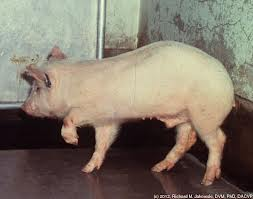 (c) 2012, Richard M. Jakowski, DVM, PhD, DACVP